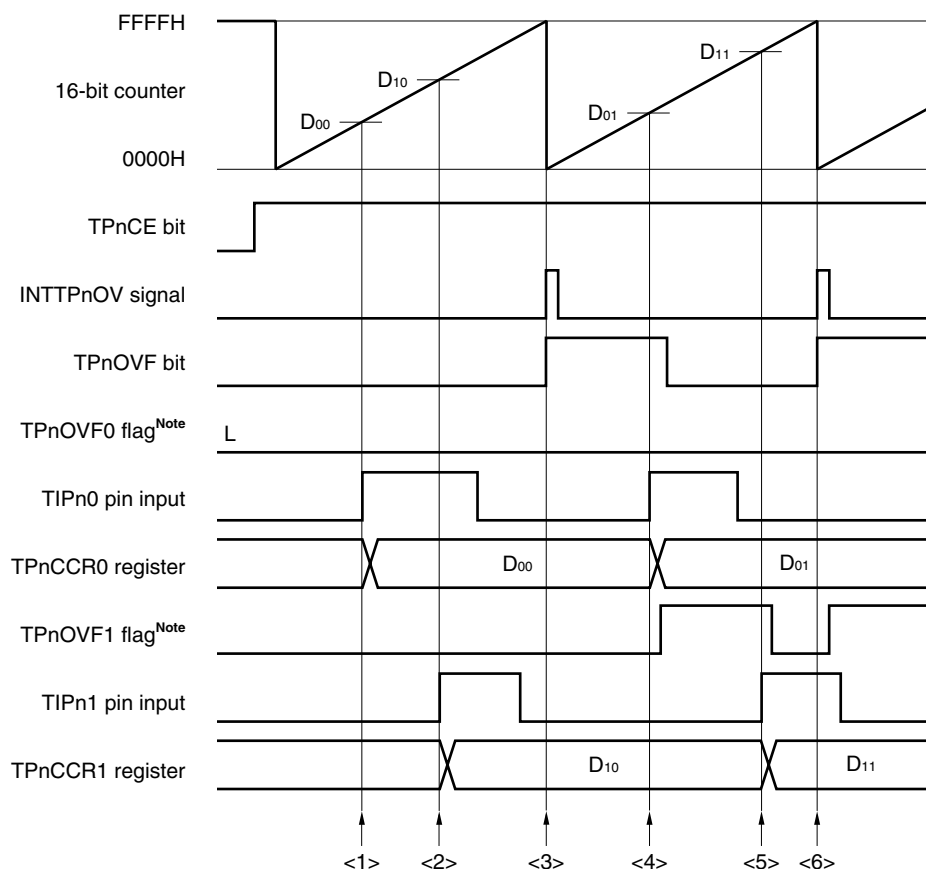 FFFFH
D11
D10
16-bit counter
D01
D00
0000H
TPnCE bit
INTTPnOV signal
TPnOVF bit
TPnOVF0 flagNote
L
TIPn0 pin input
TPnCCR0 register
D00
D01
TPnOVF1 flagNote
TIPn1 pin input
TPnCCR1 register
D10
D11
<1> <2> <3> <4> <5> <6>